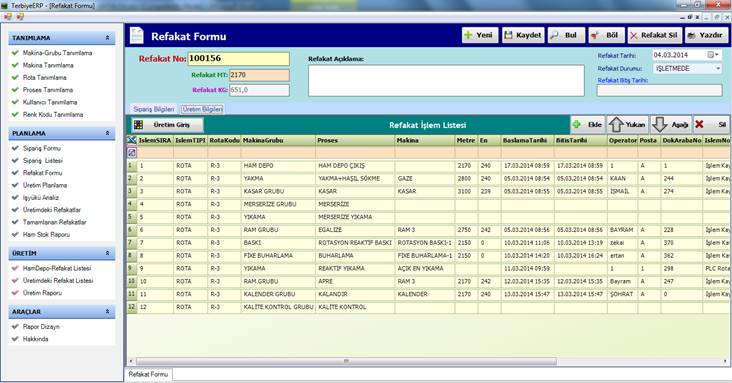 TerbiyeERP - [Refakat Formu]
TANIMLAMA
Makina-Grubu Tanımlama
Makina Tanımlama
Rota Tanımlama
Proses Tanımlama
Kullanıcı Tanımlama
Renk Kodu Tanımlama
PLANLAMA
Sipariş Formu
Sipariş Listesi
Refakat Formu
Üretim Planlama
İşyükü Analiz
Üretimdeki Refakatlar
Tamamlanan Refakatlar
Ham Stok Raporu
ÜRETİM
HamDepo-Refakat Listesi
Üretimdeki Refakat Listesi
Üretim Raporu
ARAÇLAR
Rapor Dizayn
Hakkında
Refakat Formu
Yeni Kaydet Bul Böl Refakat Sil Yazdır
Refakat No: 100156
Refakat MT: 2170
Refakat KG: 651,0
Refakat Açıklama:
Refakat Tarihi: 04.03.2014
Refakat Durumu: İŞLETMEDE
Refakat Bitiş Tarihi:
Sipariş Bilgileri Üretim Bilgileri
Üretim Giriş Refakat İşlem Listesi Ekle Yukarı Aşağı Sil
IslemSIRA IslemTIPI RotaKodu MakinaGrubu Proses Makina Metre En BaslamaTarihi BitisTarihi Operator Posta DokArabaNo IslemNo
1 1 ROTA R-3 HAM DEPO HAM DEPO ÇIKIŞ 2170 240 17.03.2014 08:59 17.03.2014 08:59 1 A 1 İşlem Kay
2 2 ROTA R-3 YAKMA YAKMA+HAŞIL SÖKME GAZE 2800 240 05.03.2014 08:54 05.03.2014 08:54 KAAN A 244 İşlem Kay
3 3 ROTA R-3 KASAR GRUBU KASAR KASAR 3100 239 05.03.2014 08:55 05.03.2014 08:55 İSMAİL A 274 İşlem Kay
4 4 ROTA R-3 MERSERİZE GRUBU MERSERİZE
5 5 ROTA R-3 YIKAMA MERSERİZE YIKAMA
6 6 ROTA R-3 RAM GRUBU EGALİZE RAM 3 2750 242 05.03.2014 08:56 05.03.2014 08:56 BAYRAM A 228 İşlem Kay
7 7 ROTA R-3 BASKI ROTASYON REAKTİF BASKI ROTASYON BASKI-1 2150 0 10.03.2014 11:06 10.03.2014 13:19 zekai A 370 İşlem Kay
8 8 ROTA R-3 FİKE BUHARLAMA BUHARLAMA FİKE BUHARLAMA-1 2150 0 10.03.2014 14:20 10.03.2014 16:24 ertan A 362 İşlem Kay
9 9 ROTA R-3 YIKAMA REAKTİF YIKAMA AÇIK EN YIKAMA 11.03.2014 09:59 1 1 298 PLC Rota
10 10 ROTA R-3 RAM GRUBU APRE RAM 3 2170 242 12.03.2014 15:35 12.03.2014 15:35 Bayram A 247 İşlem Kay
11 11 ROTA R-3 KALENDER GRUBU KALANDIR KALENDER 2170 240 13.03.2014 15:47 13.03.2014 15:47 ŞOHRAT A 0 İşlem Kay
12 12 ROTA R-3 KALİTE KONTROL GRUBU KALİTE KONTROL
Refakat Formu